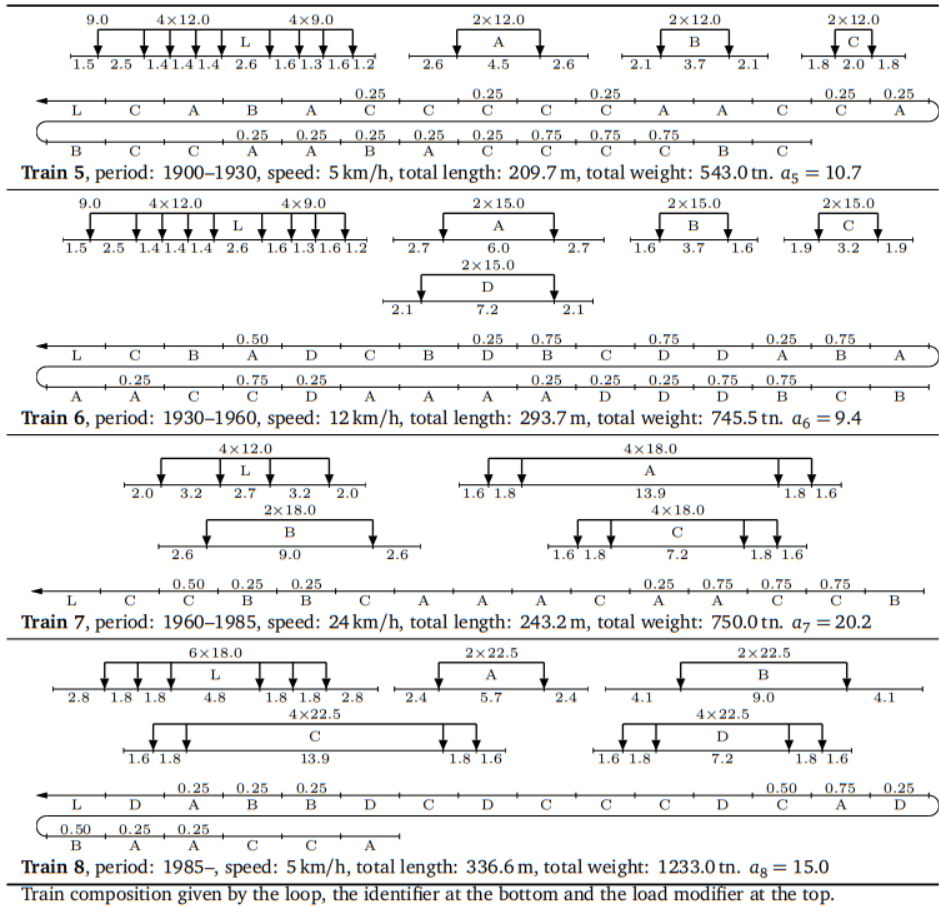 9.0 4×12.0 4×9.0 2×12.0 2×12.0 2×12.0
L A B C
1.5 2.5 1.4 1.4 1.4 2.6 1.6 1.3 1.6 1.2 2.6 4.5 2.6 2.1 3.7 2.1 1.8 2.0 1.8
0.25 0.25 0.25 0.25 0.25
L C A B A C C C C C A A C C A
0.25 0.25 0.25 0.25 0.25 0.75 0.75 0.75
B C C A A B A C C C C B C
Train 5, period: 1900–1930, speed: 5 km/h, total length: 209.7 m, total weight: 543.0 tn. a5 = 10.7
9.0 4×12.0 4×9.0 2×15.0 2×15.0 2×15.0
L A B C
1.5 2.5 1.4 1.4 1.4 2.6 1.6 1.3 1.6 1.2 2.7 6.0 2.7 1.6 3.7 1.6 1.9 3.2 1.9
2×15.0
D
2.1 7.2 2.1
0.50 0.25 0.75 0.75 0.25 0.75
L C B A D C B D B C D D A B A
0.25 0.75 0.25 0.25 0.25 0.25 0.75 0.75
A A C C D A A A A D D D B C B
Train 6, period: 1930–1960, speed: 12 km/h, total length: 293.7 m, total weight: 745.5 tn. a6 = 9.4
4×12.0 4×18.0
L A
2.0 3.2 2.7 3.2 2.0 1.6 1.8 13.9 1.8 1.6
2×18.0 4×18.0
B C
2.6 9.0 2.6 1.6 1.8 7.2 1.8 1.6
0.50 0.25 0.25 0.25 0.75 0.75 0.75
L C C B B C A A A C A A C C B
Train 7, period: 1960–1985, speed: 24 km/h, total length: 243.2 m, total weight: 750.0 tn. a7 = 20.2
6×18.0 2×22.5 2×22.5
L A B
2.8 1.8 1.8 4.8 1.8 1.8 2.8 2.4 5.7 2.4 4.1 9.0 4.1
4×22.5 4×22.5
C D
1.6 1.8 13.9 1.8 1.6 1.6 1.8 7.2 1.8 1.6
0.25 0.25 0.25 0.50 0.75 0.25
L D A B B D C D C C C D C A D
0.50 0.25 0.25
B A A C C A
Train 8, period: 1985–, speed: 5 km/h, total length: 336.6 m, total weight: 1233.0 tn. a8 = 15.0
Train composition given by the loop, the identifier at the bottom and the load modifier at the top.